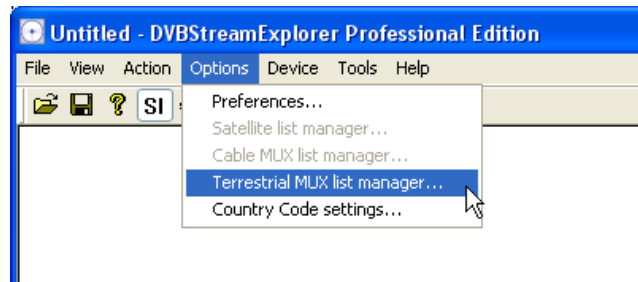 Untitled - DVBStreamExplorer Professional Edition
File View Action Options Device Tools Help
SI
Preferences...
Satellite list manager...
Cable MUX list manager...
Terrestrial MUX list manager...
Country Code settings...